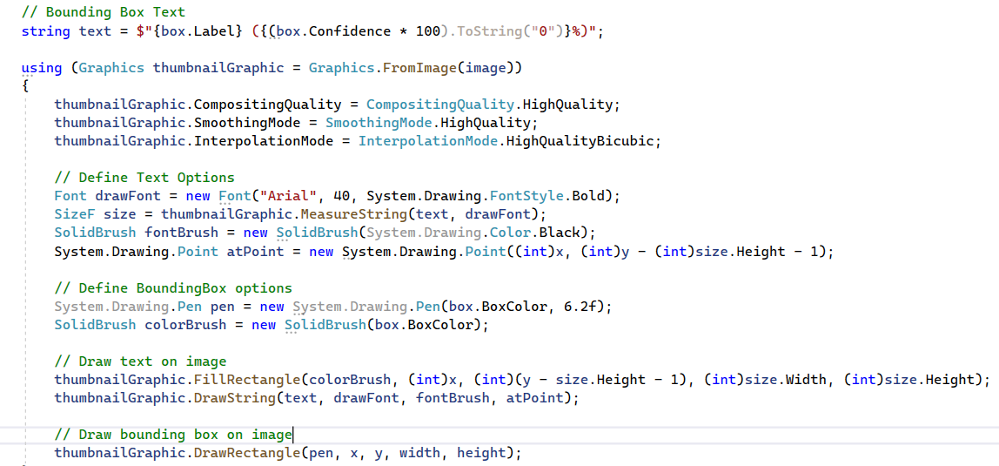 // Bounding Box Text
string text = $"{box.Label} ({(box.Confidence * 100).ToString("0")}%)";
using (Graphics thumbnailGraphic = Graphics.FromImage(image))
{
thumbnailGraphic.CompositingQuality = CompositingQuality.HighQuality;
thumbnailGraphic.SmoothingMode = SmoothingMode.HighQuality;
thumbnailGraphic.InterpolationMode = InterpolationMode.HighQualityBicubic;
// Define Text Options
Font drawFont = new Font("Arial", 40, System.Drawing.FontStyle.Bold);
SizeF size = thumbnailGraphic.MeasureString(text, drawFont);
SolidBrush fontBrush = new SolidBrush(System.Drawing.Color.Black);
System.Drawing.Point atPoint = new System.Drawing.Point((int)x, (int)y - (int)size.Height - 1);
// Define BoundingBox options
System.Drawing.Pen pen = new System.Drawing.Pen(box.BoxColor, 6.2f);
SolidBrush colorBrush = new SolidBrush(box.BoxColor);
// Draw text on image
thumbnailGraphic.FillRectangle(colorBrush, (int)x, (int)(y - size.Height - 1), (int)size.Width, (int)size.Height);
thumbnailGraphic.DrawString(text, drawFont, fontBrush, atPoint);
// Draw bounding box on image
thumbnailGraphic.DrawRectangle(pen, x, y, width, height);